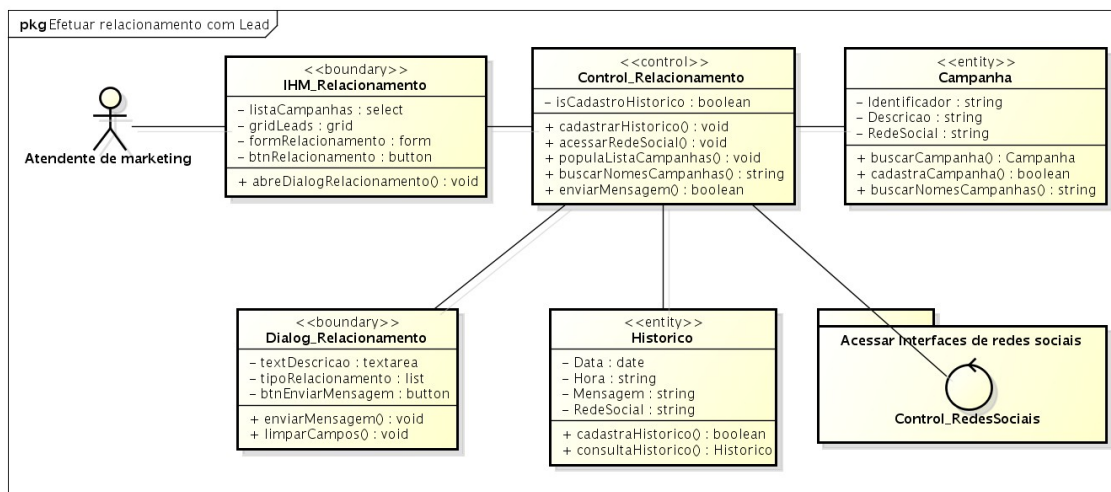 pkg Efetuar relacionamento com Lead
<<boundary>>
IHM_Relacionamento
– listaCampanhas : select
– gridLeads : grid
– formRelacionamento : form
– btnRelacionamento : button
+ abreDialogRelacionamento() : void
<<control>>
Control_Relacionamento
– isCadastroHistorico : boolean
+ cadastrarHistorico() : void
+ acessarRedeSocial() : void
+ populaListaCampanhas() : void
+ buscarNomesCampanhas() : string
+ enviarMensagem() : boolean
<<entity>>
Campanha
– Identificador : string
– Descricao : string
– RedeSocial : string
+ buscarCampanha() : Campanha
+ cadastraCampanha() : boolean
+ buscarNomesCampanhas() : string
Atendente de marketing
<<boundary>>
Dialog_Relacionamento
– textDescricao : textarea
– tipoRelacionamento : list
– btnEnviarMensagem : button
+ enviarMensagem() : void
+ limparCampos() : void
<<entity>>
Historico
– Data : date
– Hora : string
– Mensagem : string
– RedeSocial : string
+ cadastraHistorico() : boolean
+ consultaHistorico() : Historico
Acessar interfaces de redes sociais
Control_RedesSociais